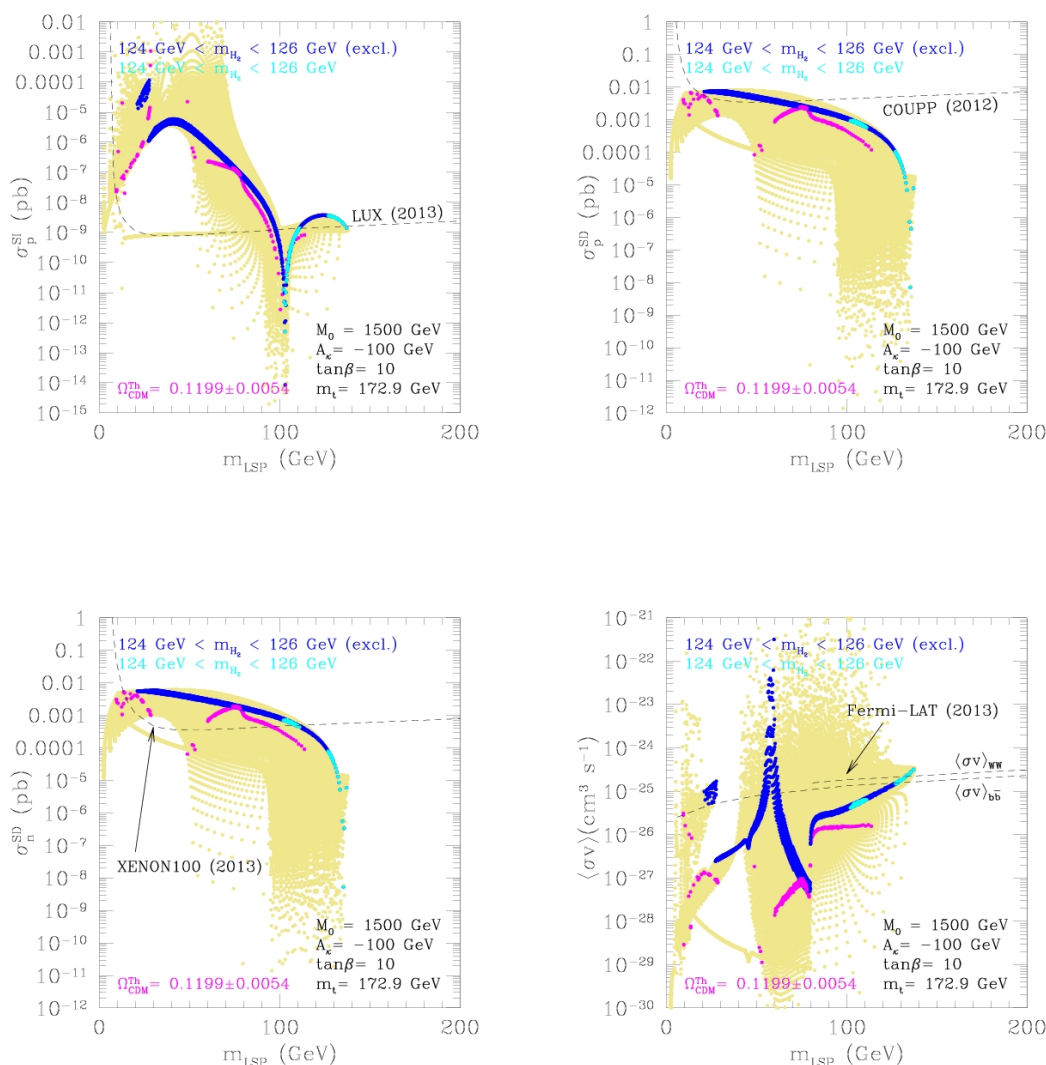 0.01
0.001
0.0001
10⁻⁵
10⁻⁶
10⁻⁷
10⁻⁸
10⁻⁹
10⁻¹⁰
10⁻¹¹
10⁻¹²
10⁻¹³
10⁻¹⁴
10⁻¹⁵
σₚˢᴵ (pb)
124 GeV < m_H₂ < 126 GeV (excl.)
124 GeV < m_H₂ < 126 GeV
LUX (2013)
M₀ = 1500 GeV
A_κ= −100 GeV
tanβ= 10
Ω_CDM^Th= 0.1199±0.0054
m_t= 172.9 GeV
0 100 200
m_LSP (GeV)
1
0.1
0.01
0.001
0.0001
10⁻⁵
10⁻⁶
10⁻⁷
10⁻⁸
10⁻⁹
10⁻¹⁰
10⁻¹¹
10⁻¹²
σₚˢᴰ (pb)
124 GeV < m_H₂ < 126 GeV (excl.)
124 GeV < m_H₂ < 126 GeV
COUPP (2012)
M₀ = 1500 GeV
A_κ= −100 GeV
tanβ= 10
Ω_CDM^Th= 0.1199±0.0054
m_t= 172.9 GeV
0 100 200
m_LSP (GeV)
1
0.1
0.01
0.001
0.0001
10⁻⁵
10⁻⁶
10⁻⁷
10⁻⁸
10⁻⁹
10⁻¹⁰
10⁻¹¹
10⁻¹²
σₙˢᴰ (pb)
124 GeV < m_H₂ < 126 GeV (excl.)
124 GeV < m_H₂ < 126 GeV
XENON100 (2013)
M₀ = 1500 GeV
A_κ= −100 GeV
tanβ= 10
Ω_CDM^Th= 0.1199±0.0054
m_t= 172.9 GeV
0 100 200
m_LSP (GeV)
10⁻²¹
10⁻²²
10⁻²³
10⁻²⁴
10⁻²⁵
10⁻²⁶
10⁻²⁷
10⁻²⁸
10⁻²⁹
10⁻³⁰
⟨σv⟩(cm³ s⁻¹)
124 GeV < m_H₂ < 126 GeV (excl.)
124 GeV < m_H₂ < 126 GeV
Fermi−LAT (2013)
⟨σv⟩_WW
⟨σv⟩_bb̄
M₀ = 1500 GeV
A_κ= −100 GeV
tanβ= 10
Ω_CDM^Th= 0.1199±0.0054
m_t= 172.9 GeV
0 100 200
m_LSP (GeV)